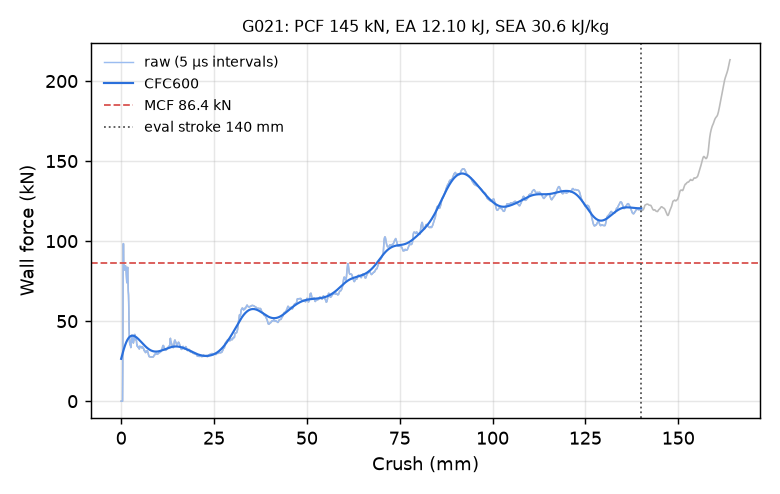 G021: PCF 145 kN, EA 12.10 kJ, SEA 30.6 kJ/kg
raw (5 µs intervals)
CFC600
MCF 86.4 kN
eval stroke 140 mm
Wall force (kN)
200
150
100
50
0
0 25 50 75 100 125 150
Crush (mm)